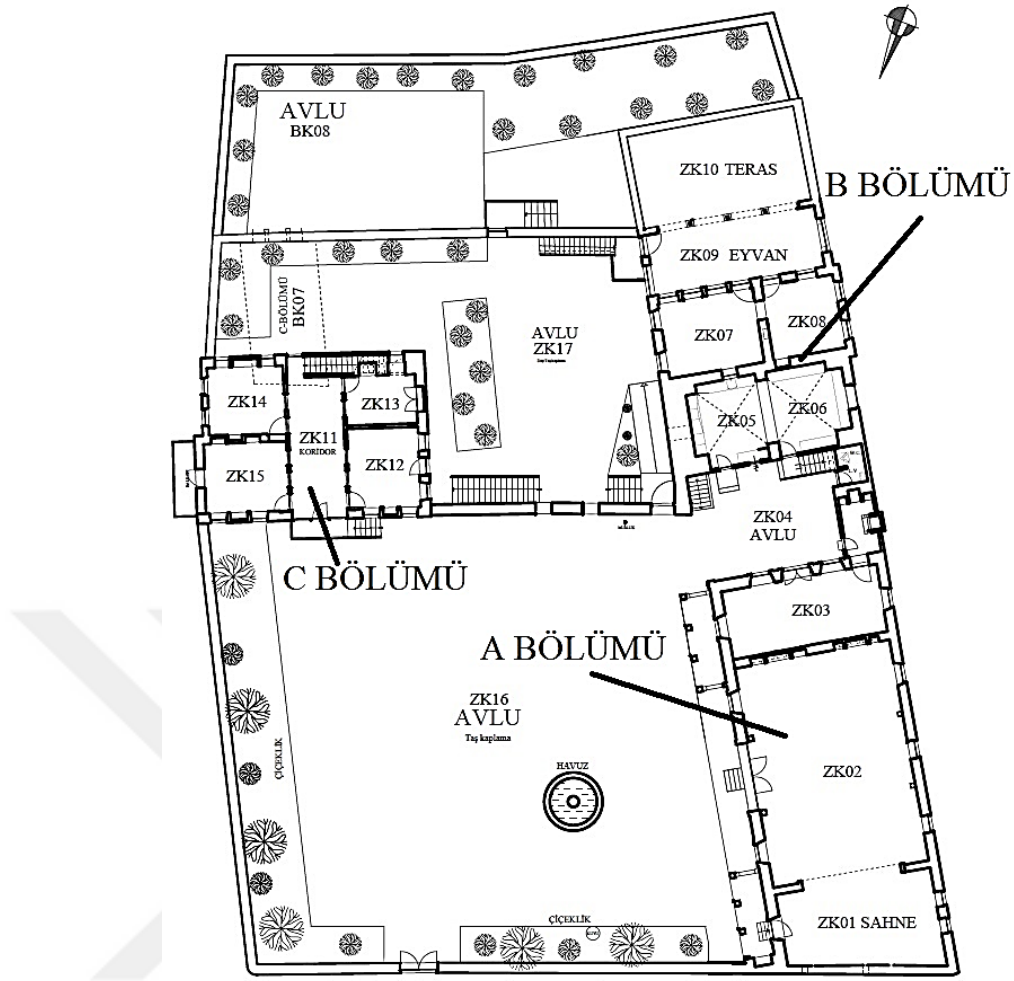 AVLU
BK08
ZK10 TERAS
B BÖLÜMÜ
ZK09 EYVAN
C-BÖLÜMÜ
BK07
AVLU
ZK17
ZK07
ZK08
ZK14
ZK13
ZK11
KORİDOR
ZK05
ZK06
ZK15
ZK12
ZK04
AVLU
C BÖLÜMÜ
ZK03
A BÖLÜMÜ
ZK16
AVLU
Taş kaplama
ÇİÇEKLİK
HAVUZ
ZK02
ÇİÇEKLİK
ZK01 SAHNE